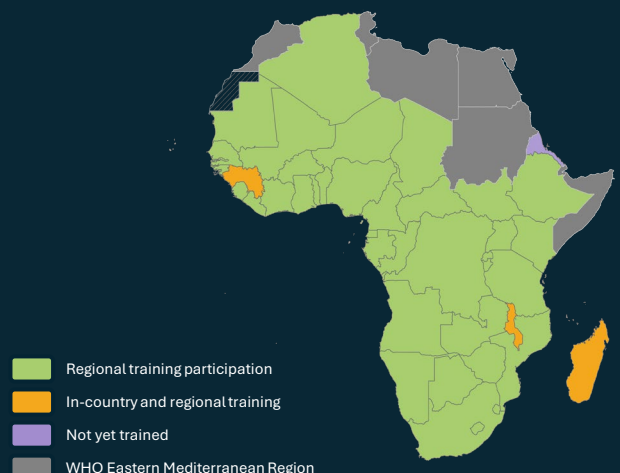 Regional training participation
In-country and regional training
Not yet trained
WHO Eastern Mediterranean Region